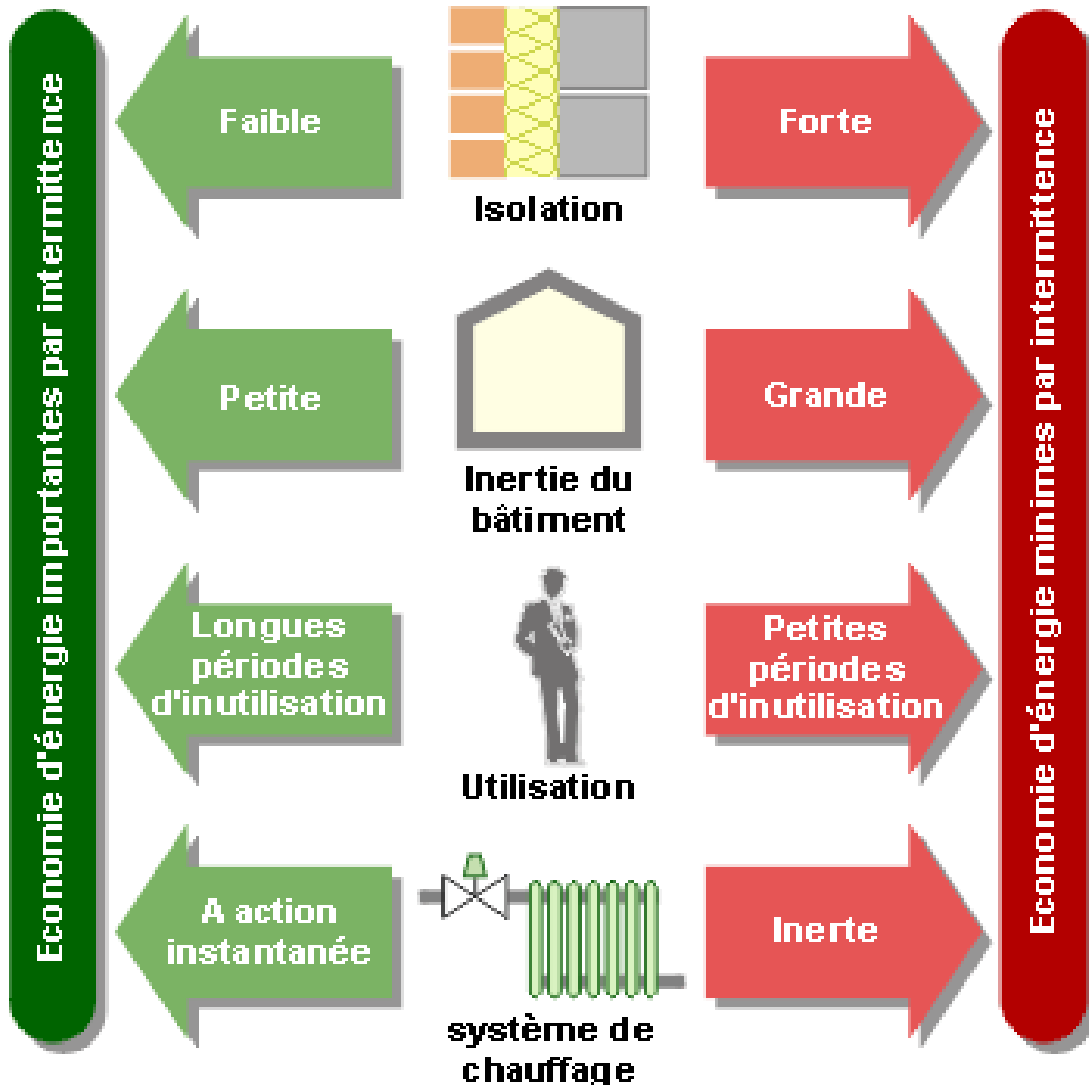 Economie d'énergie importantes par intermittence
Faible
Isolation
Forte
Petite
Inertie du
bâtiment
Grande
Longues
périodes
d'inutilisation
Utilisation
Petites
périodes
d'inutilisation
A action
instantanée
système de
chauffage
Inerte
Economie d'énergie minimes par intermittence